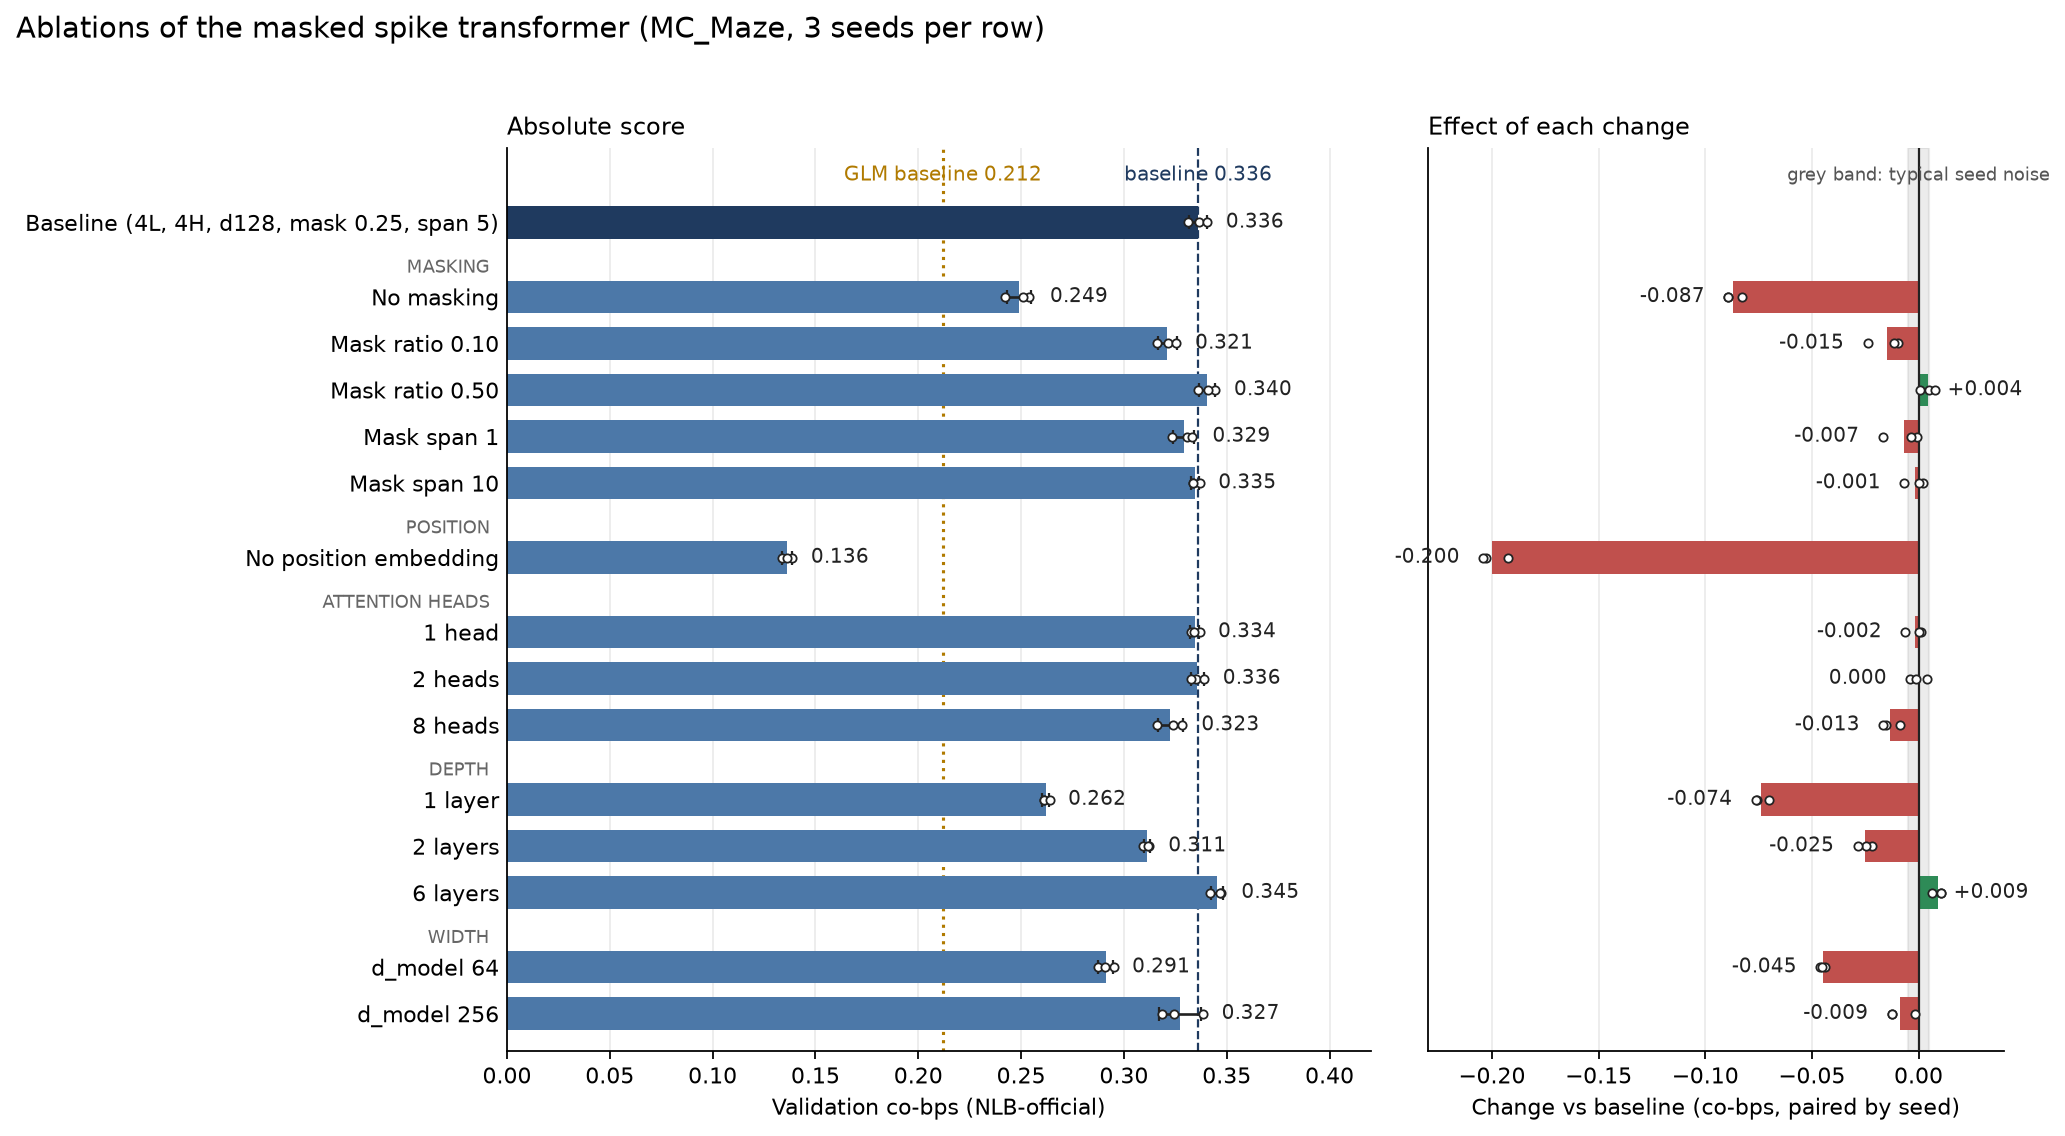 Ablations of the masked spike transformer (MC_Maze, 3 seeds per row)
Absolute score
GLM baseline 0.212
baseline 0.336
Baseline (4L, 4H, d128, mask 0.25, span 5)
0.336
MASKING
No masking
0.249
Mask ratio 0.10
0.321
Mask ratio 0.50
0.340
Mask span 1
0.329
Mask span 10
0.335
POSITION
No position embedding
0.136
ATTENTION HEADS
1 head
0.334
2 heads
0.336
8 heads
0.323
DEPTH
1 layer
0.262
2 layers
0.311
6 layers
0.345
WIDTH
d_model 64
0.291
d_model 256
0.327
0.00 0.05 0.10 0.15 0.20 0.25 0.30 0.35 0.40
Validation co-bps (NLB-official)
Effect of each change
grey band: typical seed noise
-0.087
-0.015
+0.004
-0.007
-0.001
-0.200
-0.002
0.000
-0.013
-0.074
-0.025
+0.009
-0.045
-0.009
−0.20 −0.15 −0.10 −0.05 0.00
Change vs baseline (co-bps, paired by seed)